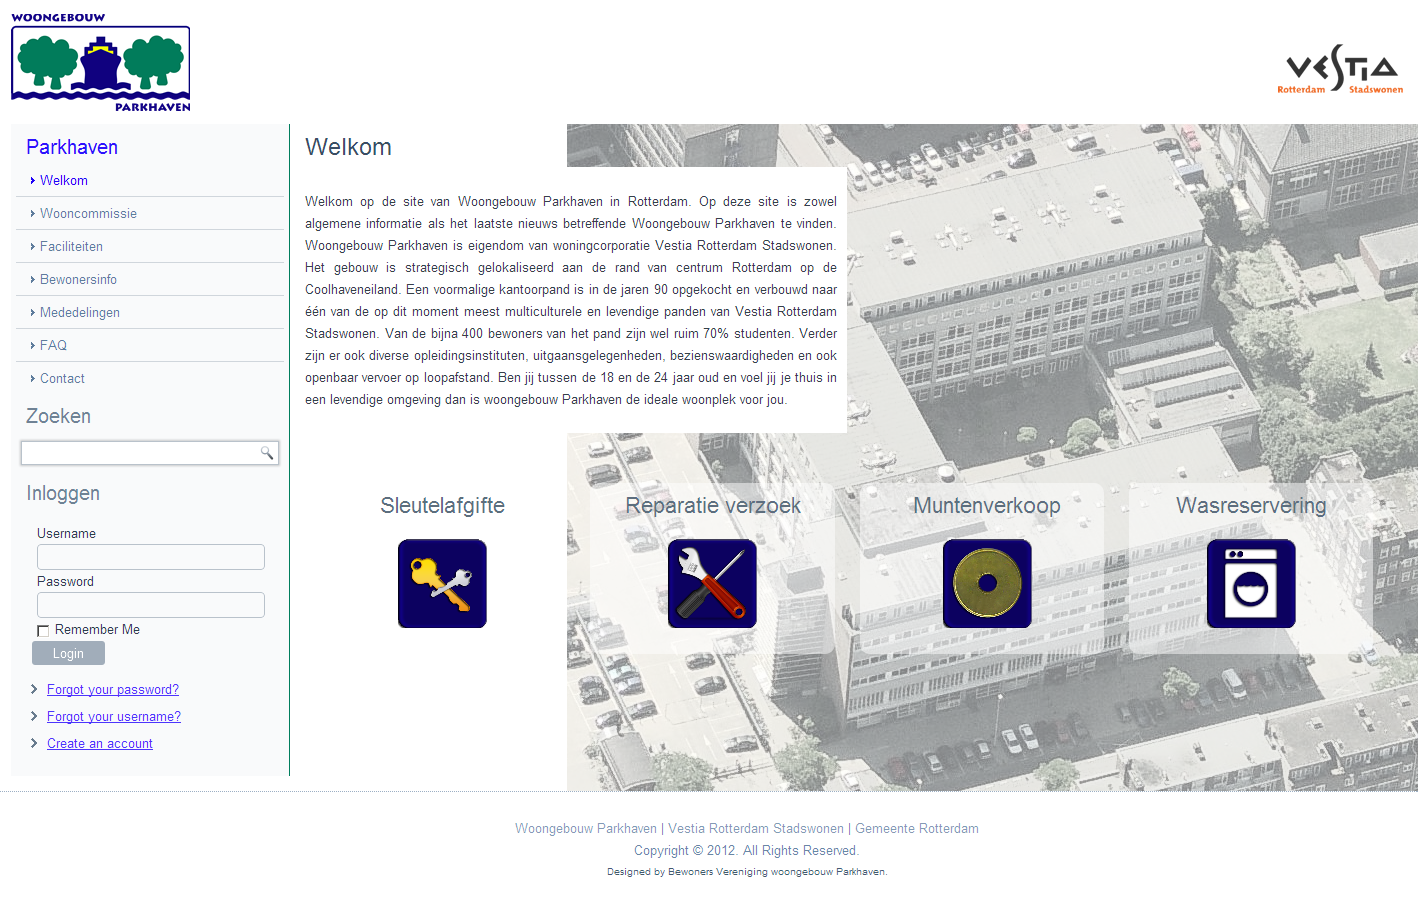 WOONGEBOUW
PARKHAVEN
VESTIA
Rotterdam Stadswonen
Parkhaven
Welkom
Wooncommissie
Faciliteiten
Bewonersinfo
Mededelingen
FAQ
Contact
Zoeken
Inloggen
Username
Password
Remember Me
Login
Forgot your password?
Forgot your username?
Create an account
Welkom
Welkom op de site van Woongebouw Parkhaven in Rotterdam. Op deze site is zowel
algemene informatie als het laatste nieuws betreffende Woongebouw Parkhaven te vinden.
Woongebouw Parkhaven is eigendom van woningcorporatie Vestia Rotterdam Stadswonen.
Het gebouw is strategisch gelokaliseerd aan de rand van centrum Rotterdam op de
Coolhaveneiland. Een voormalige kantoorpand is in de jaren 90 opgekocht en verbouwd naar
één van de op dit moment meest multiculturele en levendige panden van Vestia Rotterdam
Stadswonen. Van de bijna 400 bewoners van het pand zijn wel ruim 70% studenten. Verder
zijn er ook diverse opleidingsinstituten, uitgaansgelegenheden, bezienswaardigheden en ook
openbaar vervoer op loopafstand. Ben jij tussen de 18 en de 24 jaar oud en voel jij je thuis in
een levendige omgeving dan is woongebouw Parkhaven de ideale woonplek voor jou.
Sleutelafgifte
Reparatie verzoek
Muntenverkoop
Wasreservering
Woongebouw Parkhaven | Vestia Rotterdam Stadswonen | Gemeente Rotterdam
Copyright © 2012. All Rights Reserved.
Designed by Bewoners Vereniging woongebouw Parkhaven.